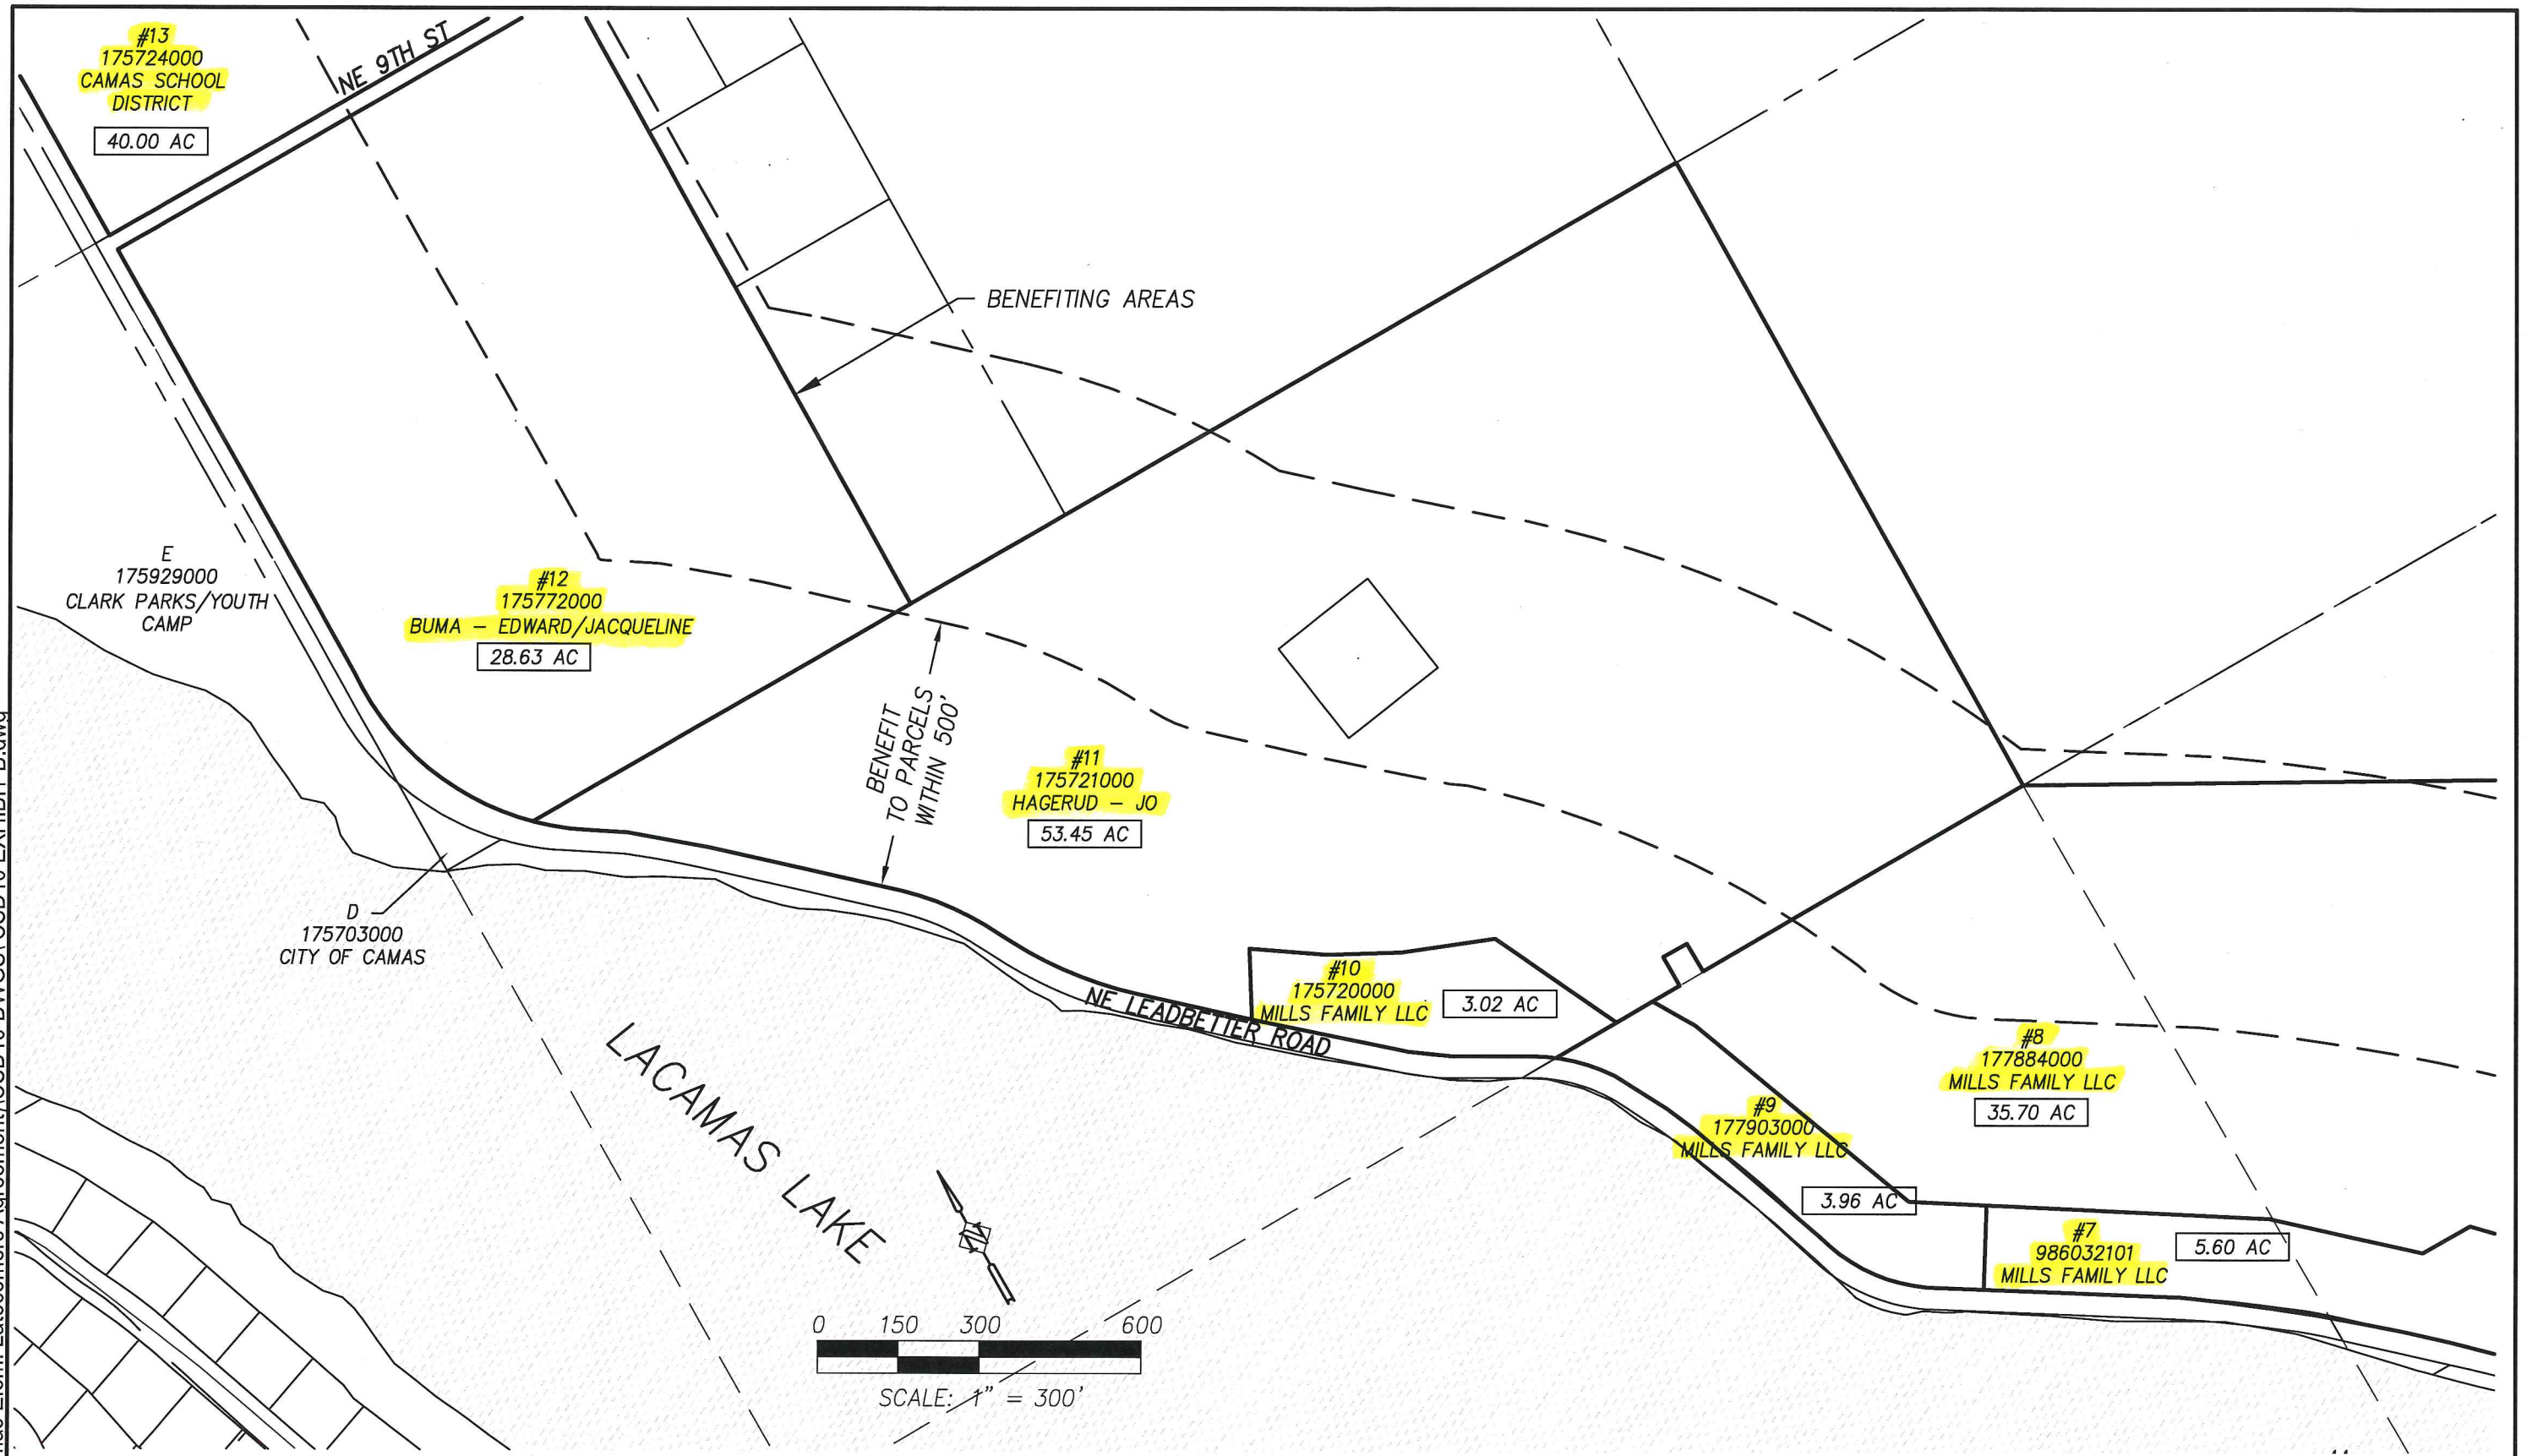 #13
175724000
CAMAS SCHOOL
DISTRICT
40.00 AC
NE 9TH ST
BENEFITING AREAS
E
175929000
CLARK PARKS/YOUTH
CAMP
#12
175772000
BUMA – EDWARD/JACQUELINE
28.63 AC
BENEFIT
TO PARCELS
WITHIN 500'
#11
175721000
HAGERUD – JO
53.45 AC
D
175703000
CITY OF CAMAS
#10
175720000
MILLS FAMILY LLC
3.02 AC
NE LEADBETTER ROAD
#8
177884000
MILLS FAMILY LLC
35.70 AC
#9
177903000
MILLS FAMILY LLC
3.96 AC
#7
986032101
MILLS FAMILY LLC
5.60 AC
LACAMAS LAKE
N
0 150 300 600
SCALE: 1" = 300'